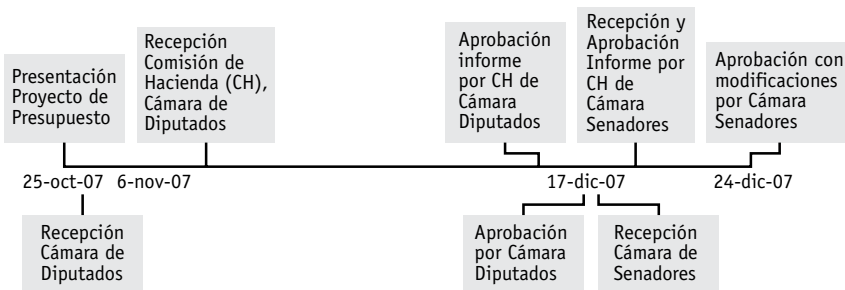 Presentación
Proyecto de
Presupuesto
Recepción
Comisión de
Hacienda (CH),
Cámara de
Diputados
Aprobación
informe
por CH de
Cámara
Diputados
Recepción y
Aprobación
Informe por
CH de
Cámara
Senadores
Aprobación con
modificaciones
por Cámara
Senadores
25-oct-07 6-nov-07 17-dic-07 24-dic-07
Recepción
Cámara de
Diputados
Aprobación
por Cámara
Diputados
Recepción
Cámara de
Senadores